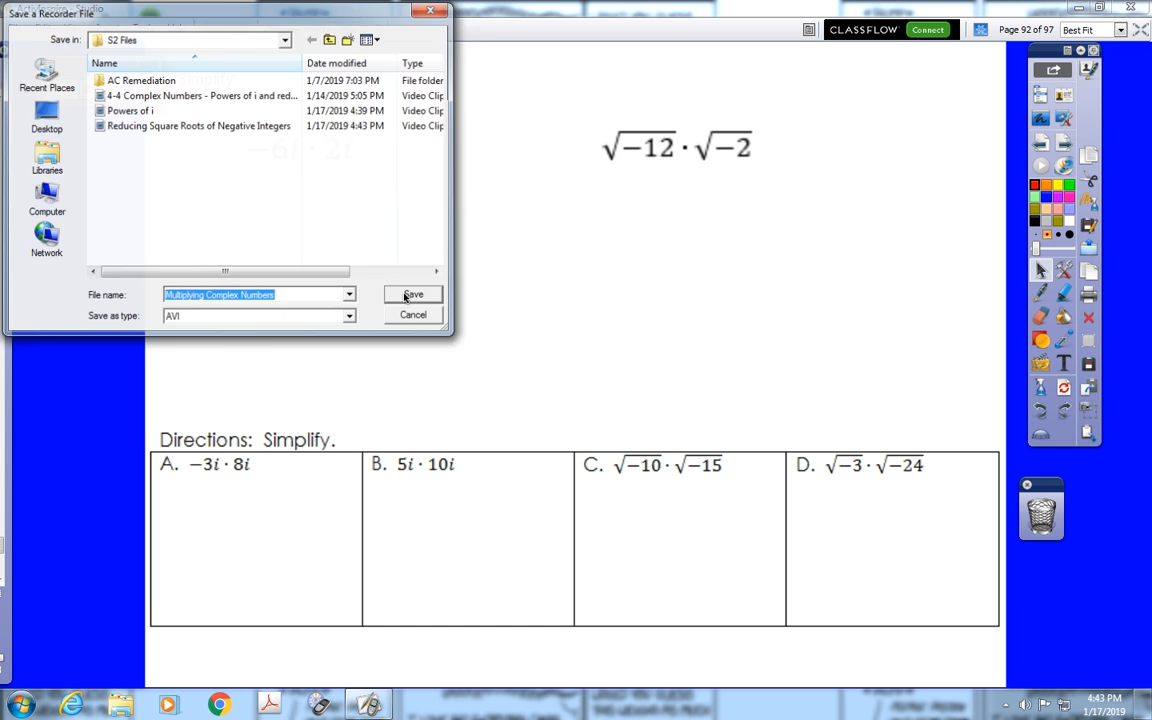 Save a Recorder File
Save in:
S2 Files
Name
Date modified
Type
AC Remediation
1/7/2019 7:03 PM
File folder
4-4 Complex Numbers - Powers of i and red...
1/14/2019 5:05 PM
Video Clip
Powers of i
1/17/2019 4:39 PM
Video Clip
Reducing Square Roots of Negative Integers
1/17/2019 4:43 PM
Video Clip
Recent Places
Desktop
Libraries
Computer
Network
File name:
Multiplying Complex Numbers
Save
Save as type:
AVI
Cancel
CLASSFLOW
Connect
Page 92 of 97
Best Fit
−6i · 2i
√−12 · √−2
Directions: Simplify.
A. −3i · 8i
B. 5i · 10i
C. √−10 · √−15
D. √−3 · √−24
4:43 PM
1/17/2019